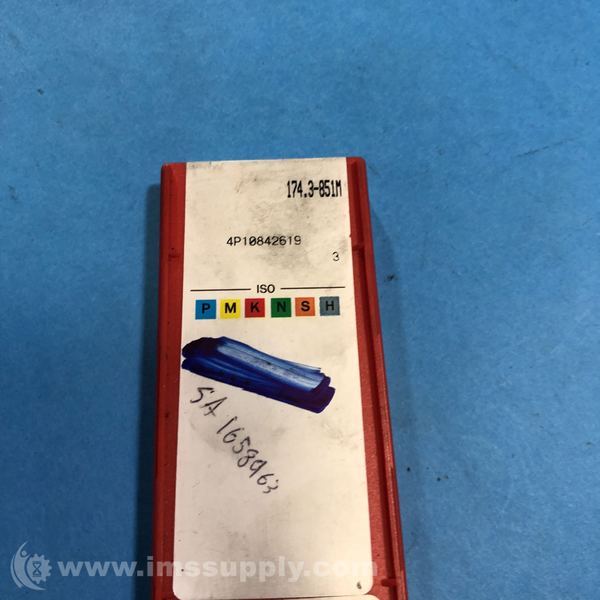 174.3-851M
4P10842619
3
ISO
P M K N S H
SA 1658963
www.imssupply.com